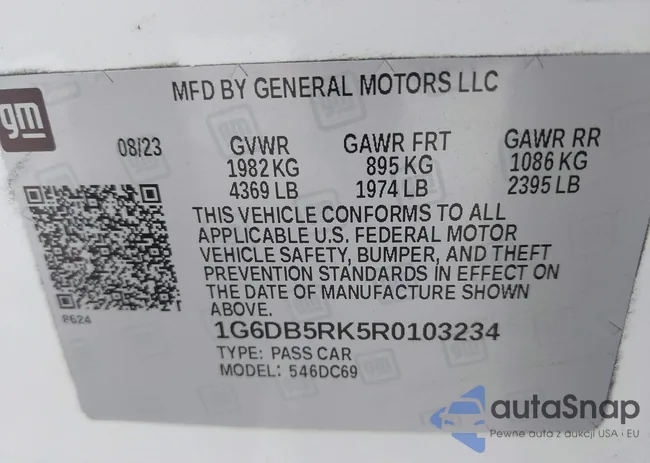 MFD BY GENERAL MOTORS LLC
gm
08/23 GVWR GAWR FRT GAWR RR
1982 KG 895 KG 1086 KG
4369 LB 1974 LB 2395 LB
THIS VEHICLE CONFORMS TO ALL
APPLICABLE U.S. FEDERAL MOTOR
VEHICLE SAFETY, BUMPER, AND THEFT
PREVENTION STANDARDS IN EFFECT ON
THE DATE OF MANUFACTURE SHOWN
ABOVE.
8624
1G6DB5RK5R0103234
TYPE: PASS CAR
MODEL: 546DC69
autaSnap
Pewne auta z aukcji USA i EU